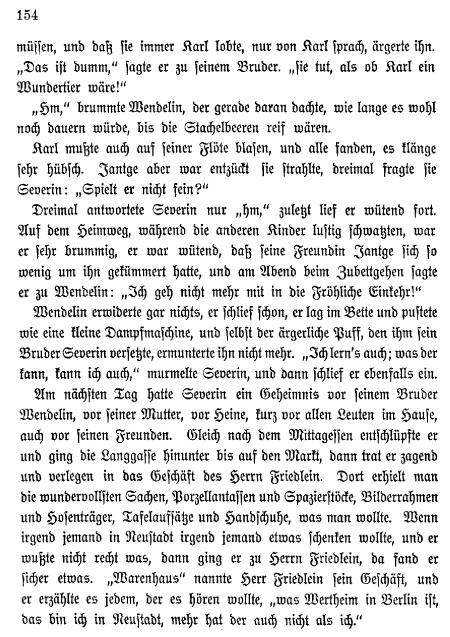 154
müssen, und daß sie immer Karl lobte, nur von Karl sprach, ärgerte ihn.
„Das ist dumm,“ sagte er zu seinem Bruder. „sie tut, als ob Karl ein
Wundertier wäre!“
„Hm,“ brummte Wendelin, der gerade daran dachte, wie lange es wohl
noch dauern würde, bis die Stachelbeeren reif wären.
Karl mußte auch auf seiner Flöte blasen, und alle fanden, es klänge
sehr hübsch. Jantge aber war entzückt sie strahlte, dreimal fragte sie
Severin: „Spielt er nicht fein?“
Dreimal antwortete Severin nur „hm,“ zuletzt lief er wütend fort.
Auf dem Heimweg, während die anderen Kinder lustig schwatzten, war
er sehr brummig, er war wütend, daß seine Freundin Jantge sich so
wenig um ihn gekümmert hatte, und am Abend beim Zubettgehen sagte
er zu Wendelin: „Ich geh nicht mehr mit in die Fröhliche Einkehr!“
Wendelin erwiderte gar nichts, er schlief schon, er lag im Bette und pustete
wie eine kleine Dampfmaschine, und selbst der ärgerliche Puff, den ihm sein
Bruder Severin versetzte, ermunterte ihn nicht mehr. „Ich lern's auch; was der
kann, kann ich auch,“ murmelte Severin, und dann schlief er ebenfalls ein.
Am nächsten Tag hatte Severin ein Geheimnis vor seinem Bruder
Wendelin, vor seiner Mutter, vor Heine, kurz vor allen Leuten im Hause,
auch vor seinen Freunden. Gleich nach dem Mittagessen entschlüpfte er
und ging die Langgasse hinunter bis auf den Markt, dann trat er zagend
und verlegen in das Geschäft des Herrn Friedlein. Dort erhielt man
die wundervollsten Sachen, Porzellantassen und Spazierstöcke, Bilderrahmen
und Hosenträger, Tafelaufsätze und Handschuhe, was man wollte. Wenn
irgend jemand in Neustadt irgend jemand etwas schenken wollte, und er
wußte nicht recht was, dann ging er zu Herrn Friedlein, da fand er
sicher etwas. „Warenhaus“ nannte Herr Friedlein sein Geschäft, und
er erzählte es jedem, der es hören wollte, „was Wertheim in Berlin ist,
das bin ich in Neustadt, mehr hat der auch nicht als ich.“